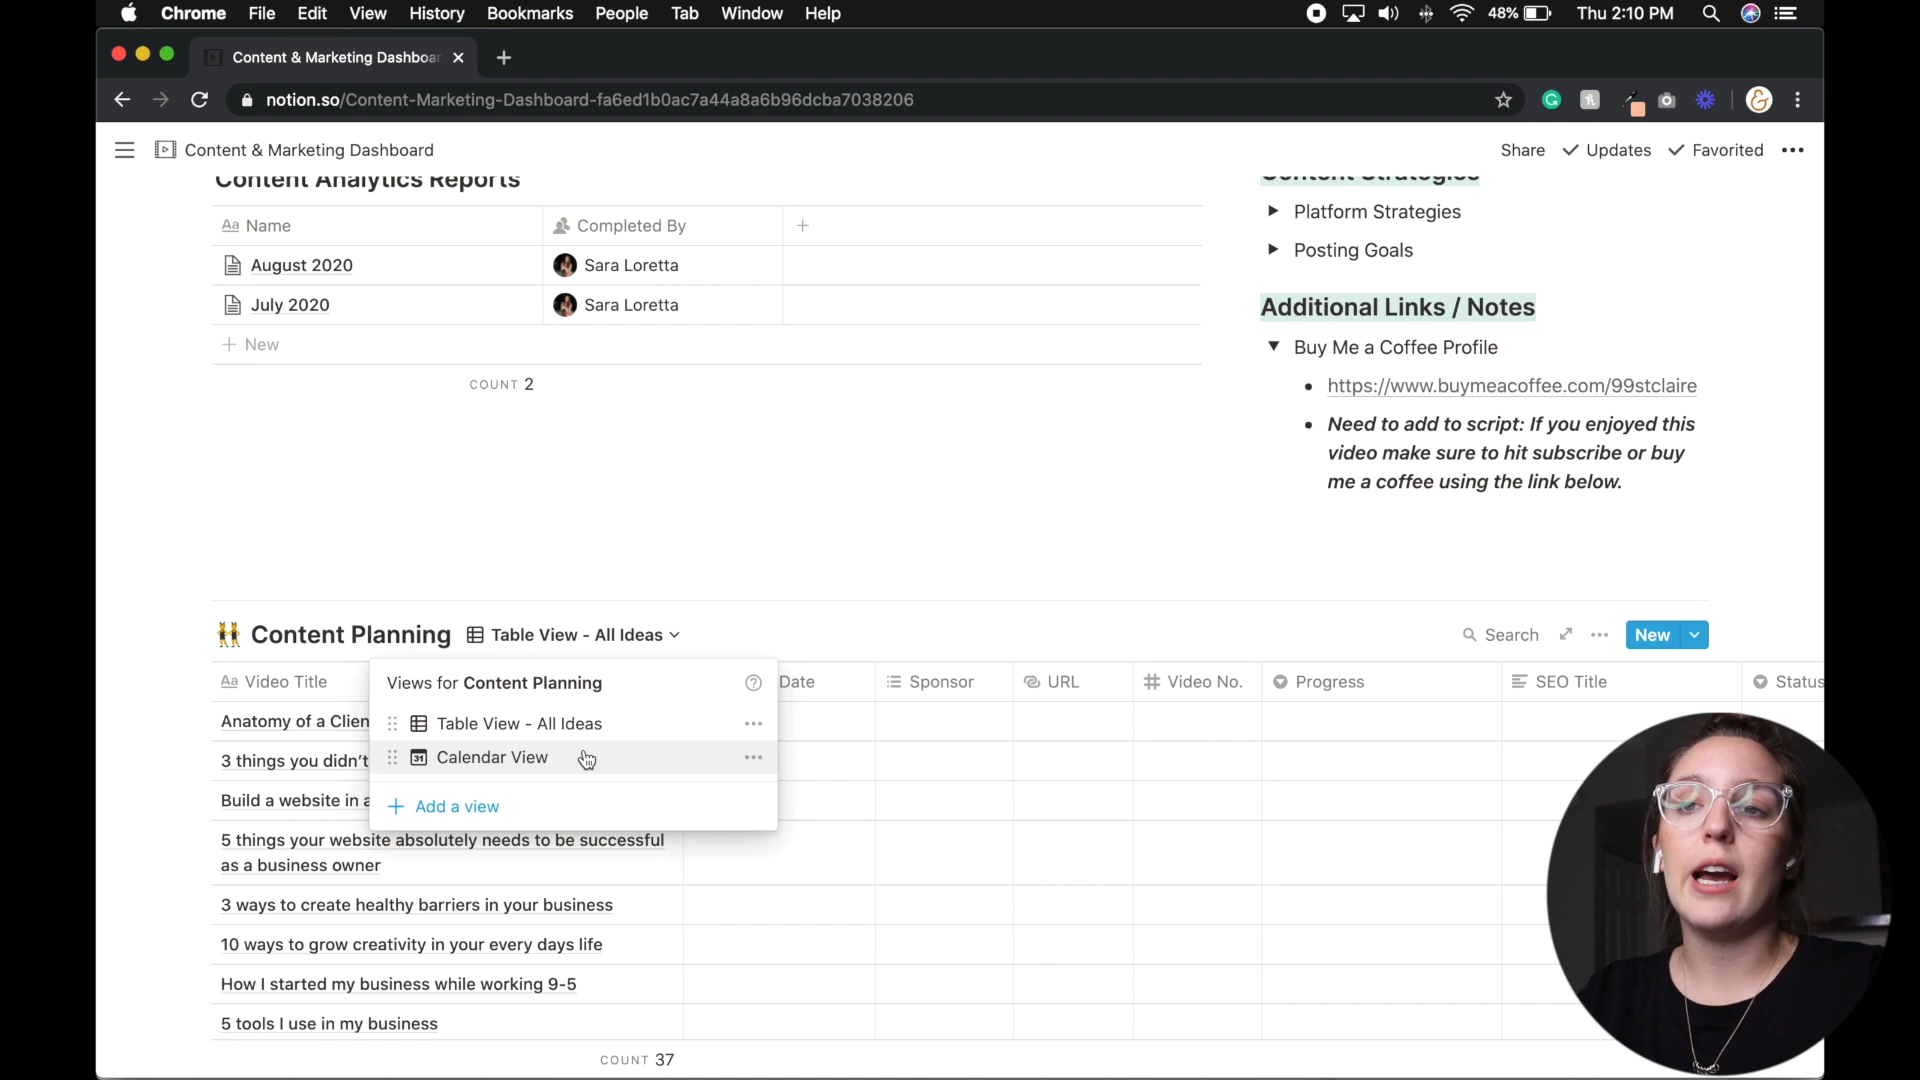 Chrome File Edit View History Bookmarks People Tab Window Help 48% Thu 2:10 PM
Content & Marketing Dashboar
notion.so/Content-Marketing-Dashboard-fa6ed1b0ac7a44a8a6b96dcba7038206
Content & Marketing Dashboard Share Updates Favorited
Content Analytics Reports
Aa Name Completed By
August 2020 Sara Loretta
July 2020 Sara Loretta
New
COUNT 2
Content Strategies
Platform Strategies
Posting Goals
Additional Links / Notes
Buy Me a Coffee Profile
https://www.buymeacoffee.com/99stclaire
Need to add to script: If you enjoyed this
video make sure to hit subscribe or buy
me a coffee using the link below.
Content Planning Table View - All Ideas Search New
Aa Video Title Date Sponsor URL Video No. Progress SEO Title Status
Views for Content Planning
Table View - All Ideas
31 Calendar View
Add a view
Anatomy of a Clien
3 things you didn't
Build a website in a
5 things your website absolutely needs to be successful
as a business owner
3 ways to create healthy barriers in your business
10 ways to grow creativity in your every days life
How I started my business while working 9-5
5 tools I use in my business
COUNT 37